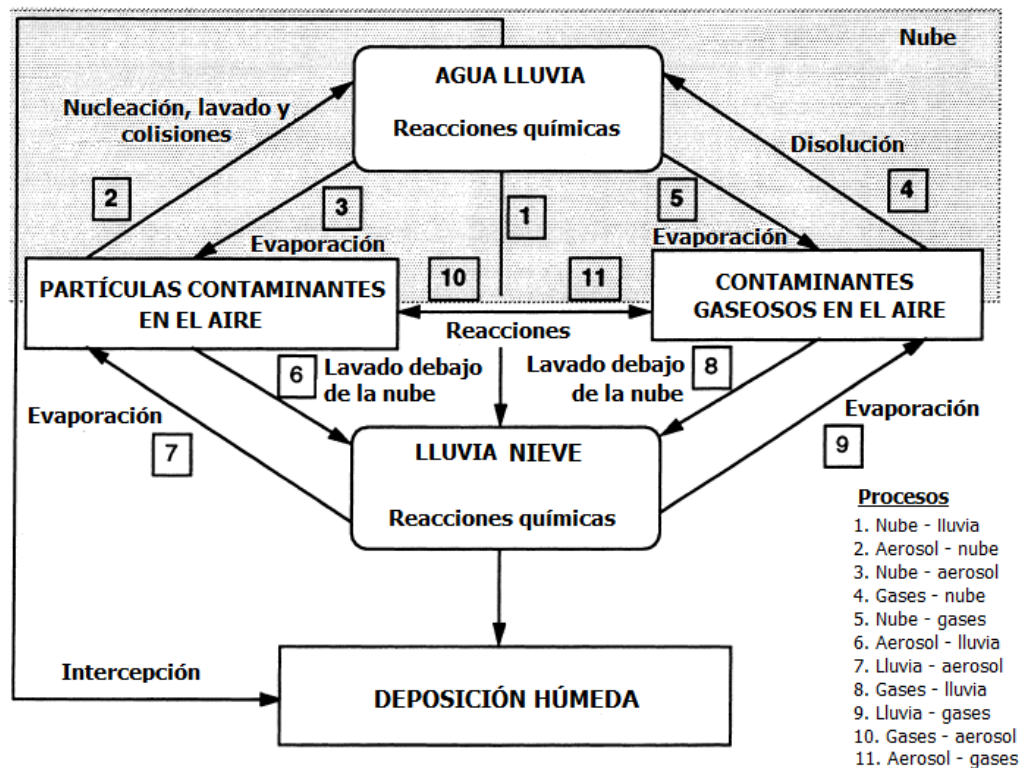 Nube
AGUA LLUVIA
Reacciones químicas
Nucleación, lavado y
colisiones
Disolución
2
3
1
5
4
Evaporación
Evaporación
PARTÍCULAS CONTAMINANTES
EN EL AIRE
10
11
CONTAMINANTES
GASEOSOS EN EL AIRE
Reacciones
6
Lavado debajo
de la nube
Lavado debajo
de la nube
8
Evaporación
7
Evaporación
9
LLUVIA NIEVE
Reacciones químicas
Intercepción
DEPOSICIÓN HÚMEDA
Procesos
1. Nube - lluvia
2. Aerosol - nube
3. Nube - aerosol
4. Gases - nube
5. Nube - gases
6. Aerosol - lluvia
7. Lluvia - aerosol
8. Gases - lluvia
9. Lluvia - gases
10. Gases - aerosol
11. Aerosol - gases